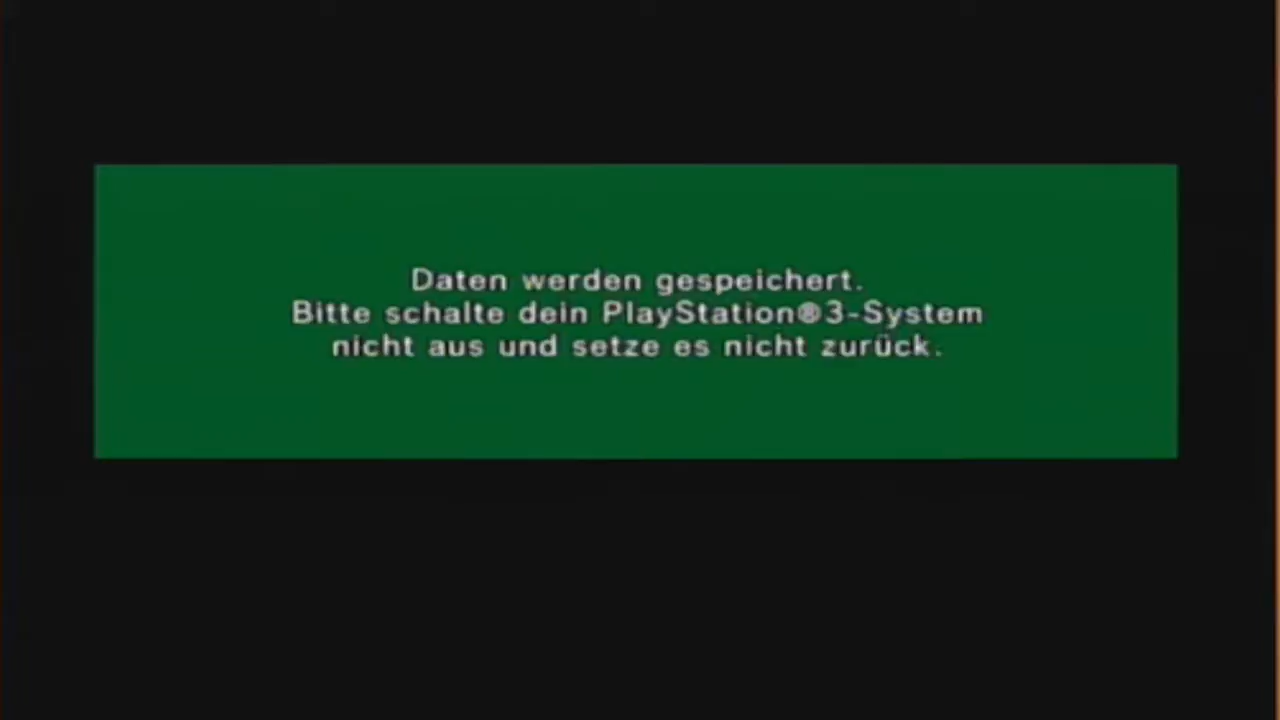 Daten werden gespeichert.
Bitte schalte dein PlayStation®3-System
nicht aus und setze es nicht zurück.